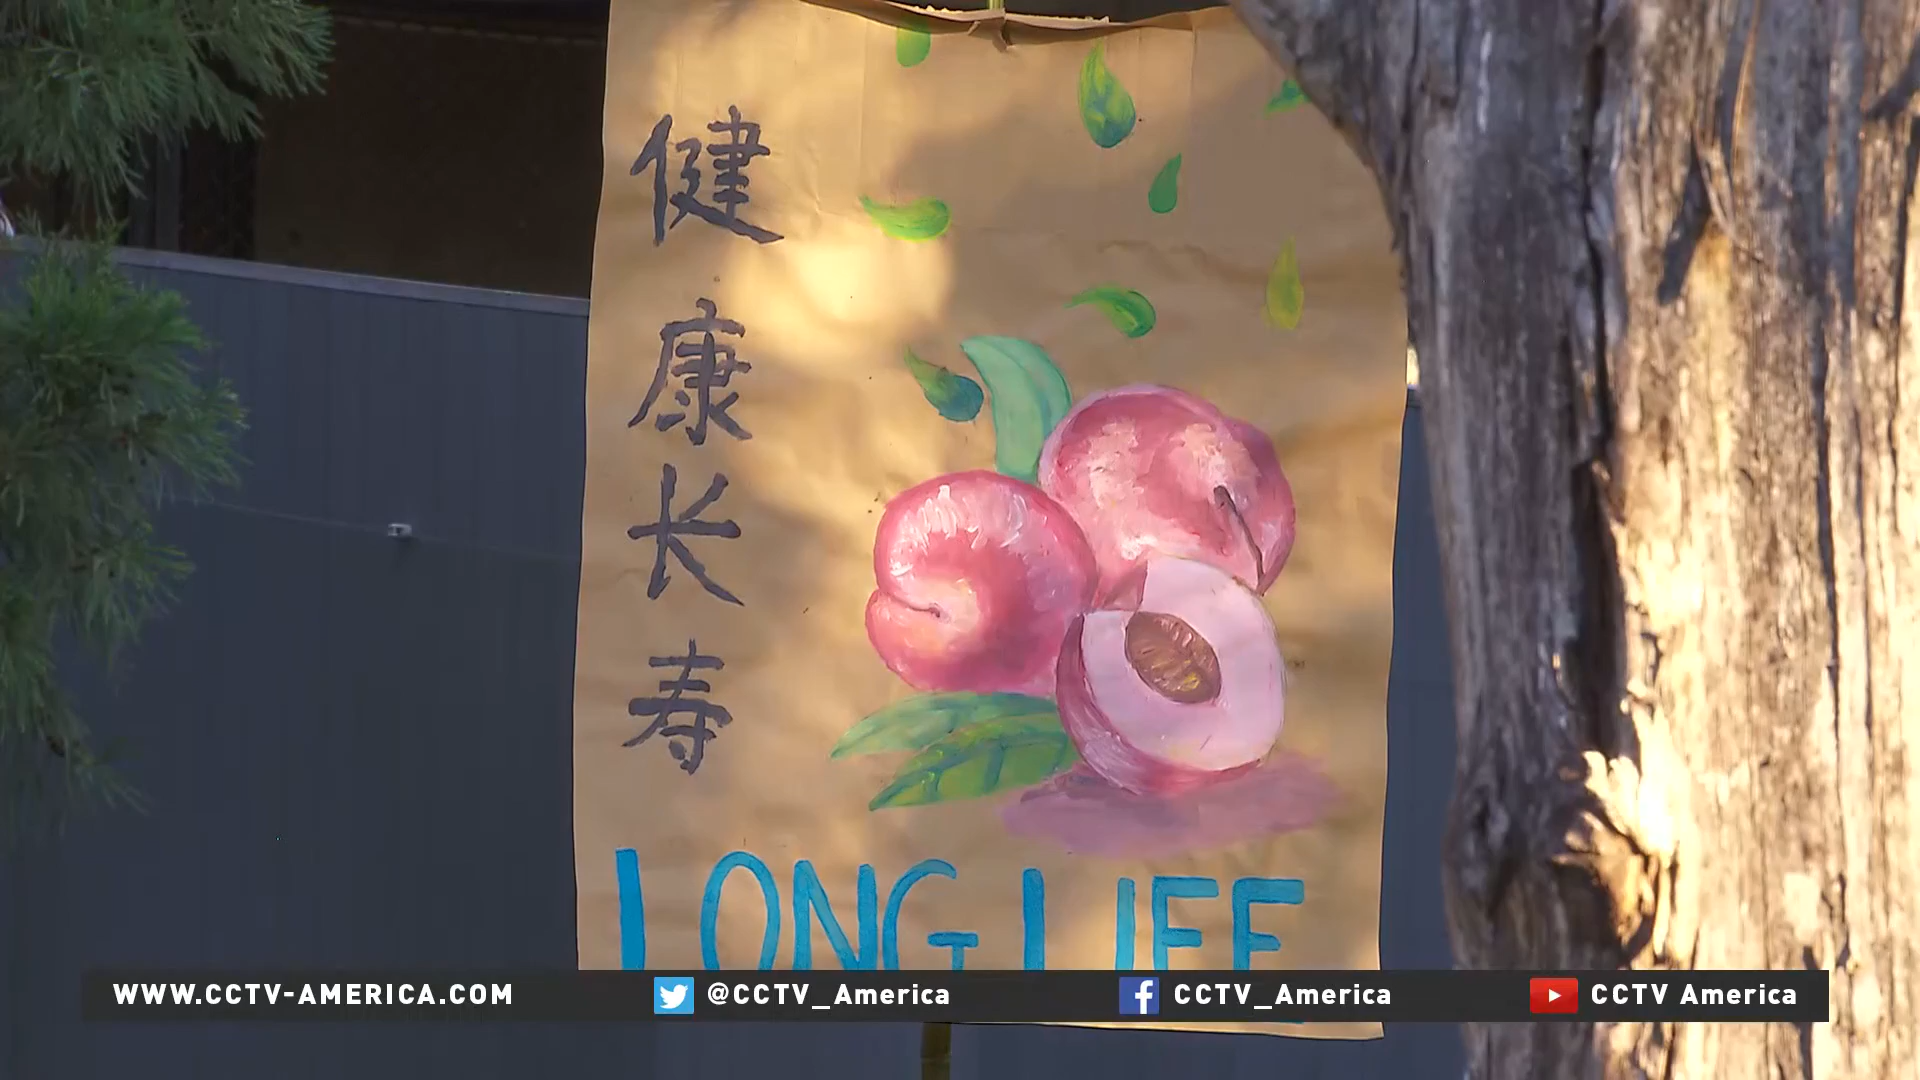 健康长寿
LONG LIFE
WWW.CCTV-AMERICA.COM
@CCTV_America
CCTV_America
CCTV America